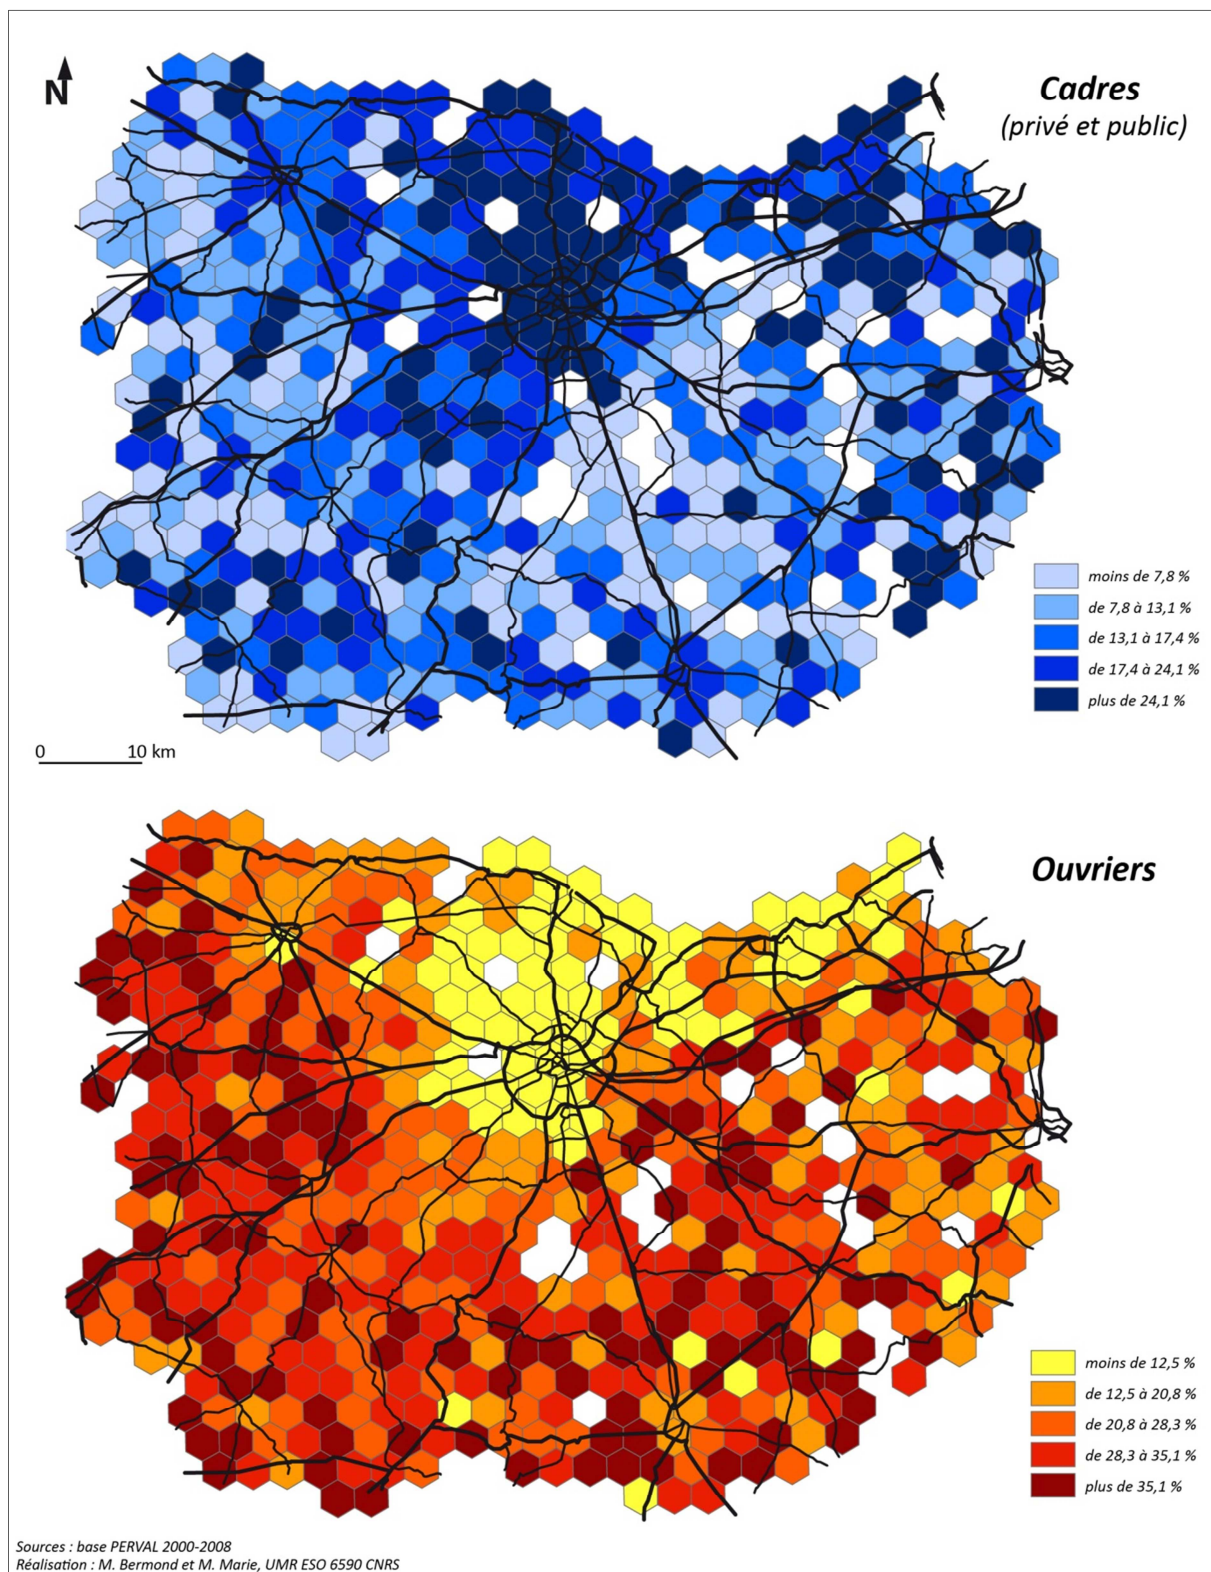 N
Cadres
(privé et public)
moins de 7,8 %
de 7,8 à 13,1 %
de 13,1 à 17,4 %
de 17,4 à 24,1 %
plus de 24,1 %
0 10 km
Ouvriers
moins de 12,5 %
de 12,5 à 20,8 %
de 20,8 à 28,3 %
de 28,3 à 35,1 %
plus de 35,1 %
Sources : base PERVAL 2000-2008
Réalisation : M. Bermond et M. Marie, UMR ESO 6590 CNRS